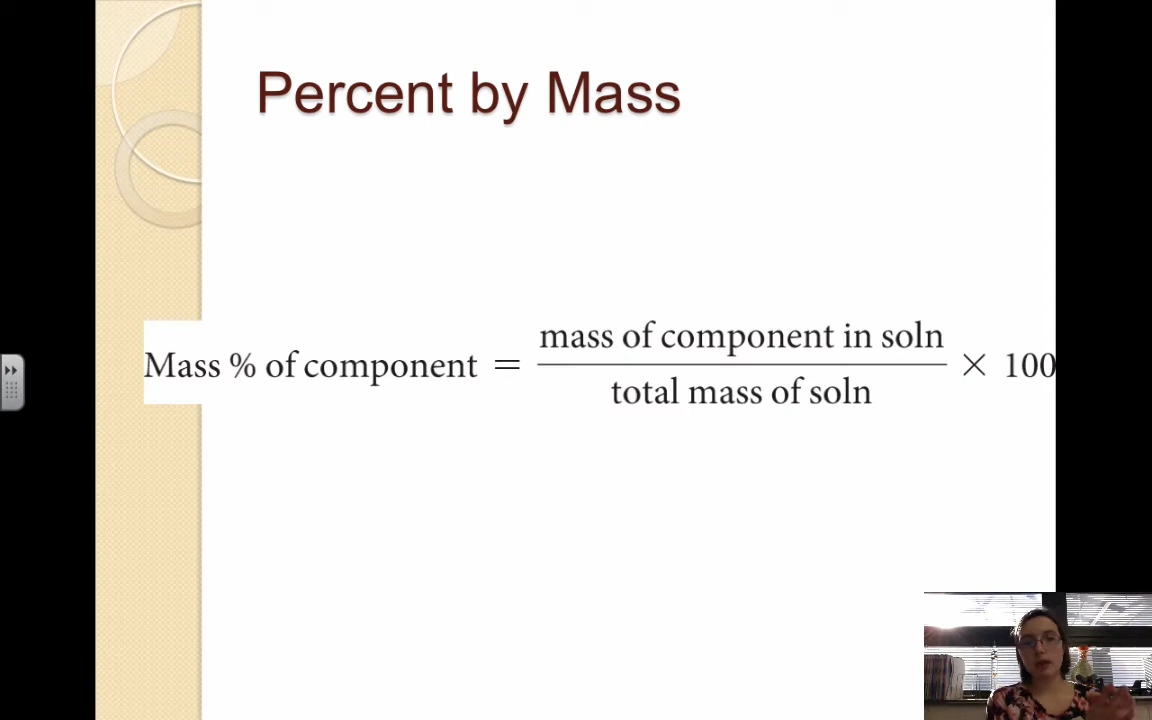 Percent by Mass
Mass % of component = mass of component in soln / total mass of soln × 100